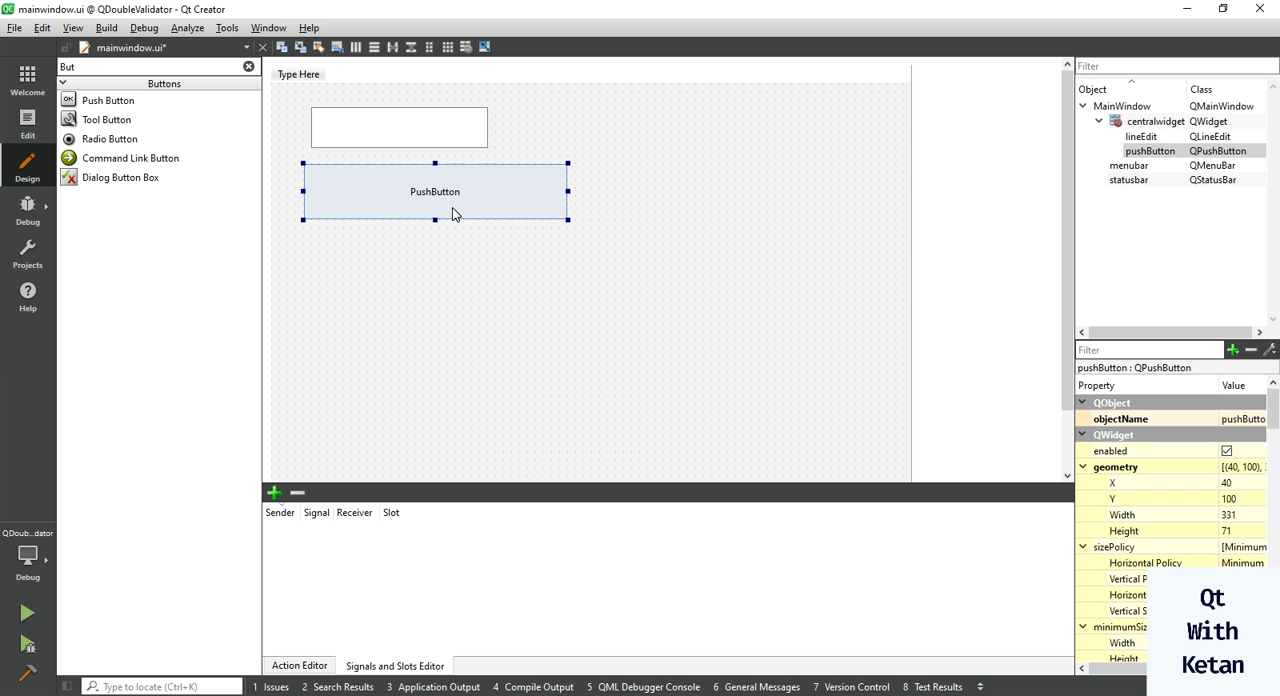 mainwindow.ui @ QDoubleValidator - Qt Creator
File Edit View Build Debug Analyze Tools Window Help
mainwindow.ui*
But
Buttons
Push Button
Tool Button
Radio Button
Command Link Button
Dialog Button Box
Welcome
Edit
Design
Debug
Projects
Help
QDoub...dator
Debug
Type Here
PushButton
Sender Signal Receiver Slot
Action Editor Signals and Slots Editor
Filter
Object Class
MainWindow QMainWindow
centralwidget QWidget
lineEdit QLineEdit
pushButton QPushButton
menubar QMenuBar
statusbar QStatusBar
Filter
pushButton : QPushButton
Property Value
QObject
objectName pushButto
QWidget
enabled
geometry [(40, 100),
X 40
Y 100
Width 331
Height 71
sizePolicy [Minimum
Horizontal Policy Minimum
Vertical P
Horizont
Vertical S
minimumSiz
Width
Height
Qt
With
Ketan
Type to locate (Ctrl+K) 1 Issues 2 Search Results 3 Application Output 4 Compile Output 5 QML Debugger Console 6 General Messages 7 Version Control 8 Test Results